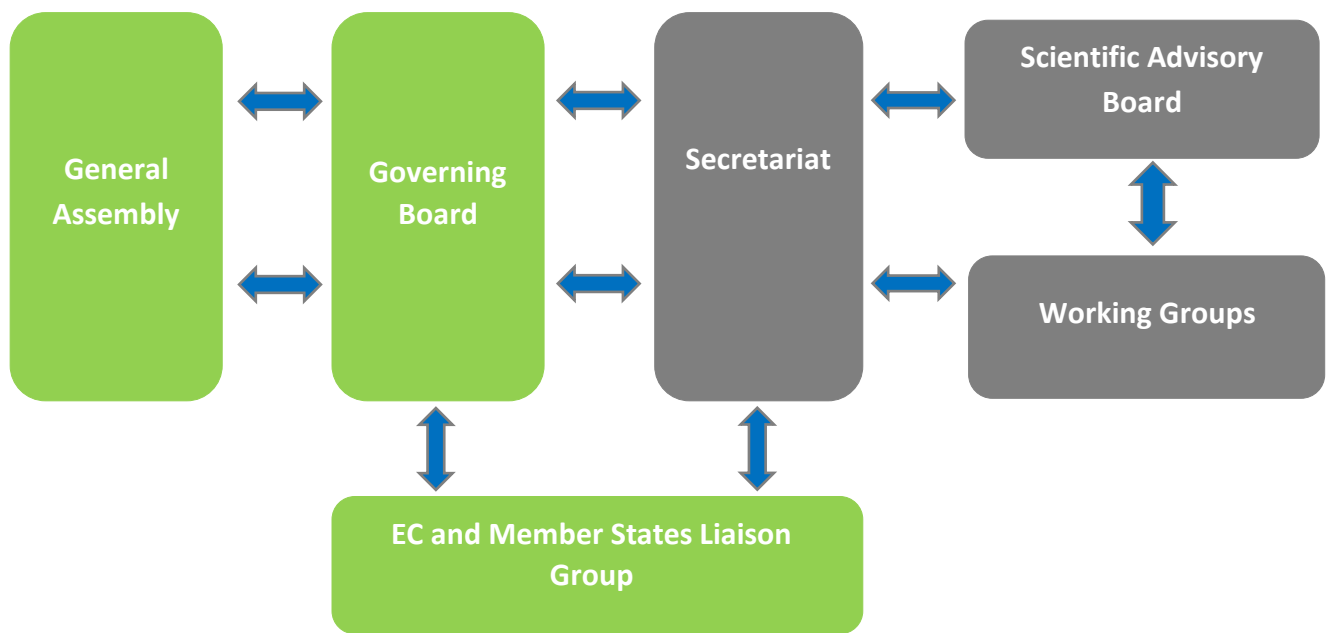 General
Assembly
Governing
Board
Secretariat
Scientific Advisory
Board
Working Groups
EC and Member States Liaison
Group